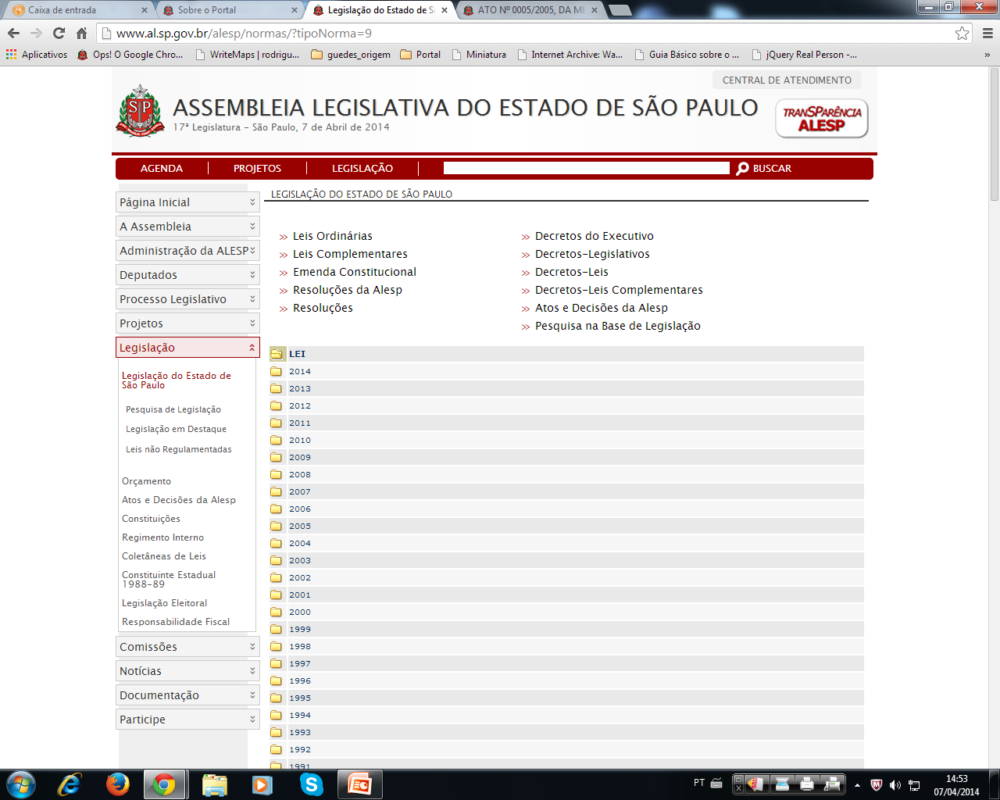 Caixa de entrada
Sobre o Portal
Legislação do Estado de S
ATO Nº 0005/2005, DA ME
www.al.sp.gov.br/alesp/normas/?tipoNorma=9
Aplicativos
Ops! O Google Chro...
WriteMaps | rodrigu...
guedes_origem
Portal
Miniatura
Internet Archive: Wa...
Guia Básico sobre o ...
jQuery Real Person -...
»
CENTRAL DE ATENDIMENTO
SP
ASSEMBLEIA LEGISLATIVA DO ESTADO DE SÃO PAULO
17ª Legislatura - São Paulo, 7 de Abril de 2014
TRANSPARÊNCIA
ALESP
AGENDA
PROJETOS
LEGISLAÇÃO
BUSCAR
Página Inicial
A Assembleia
Administração da ALESP
Deputados
Processo Legislativo
Projetos
Legislação
Legislação do Estado de
São Paulo
Pesquisa de Legislação
Legislação em Destaque
Leis não Regulamentadas
Orçamento
Atos e Decisões da Alesp
Constituições
Regimento Interno
Coletâneas de Leis
Constituinte Estadual
1988-89
Legislação Eleitoral
Responsabilidade Fiscal
Comissões
Notícias
Documentação
Participe
LEGISLAÇÃO DO ESTADO DE SÃO PAULO
Leis Ordinárias
Leis Complementares
Emenda Constitucional
Resoluções da Alesp
Resoluções
Decretos do Executivo
Decretos-Legislativos
Decretos-Leis
Decretos-Leis Complementares
Atos e Decisões da Alesp
Pesquisa na Base de Legislação
LEI
2014
2013
2012
2011
2010
2009
2008
2007
2006
2005
2004
2003
2002
2001
2000
1999
1998
1997
1996
1995
1994
1993
1992
1991
PT
14:53
07/04/2014